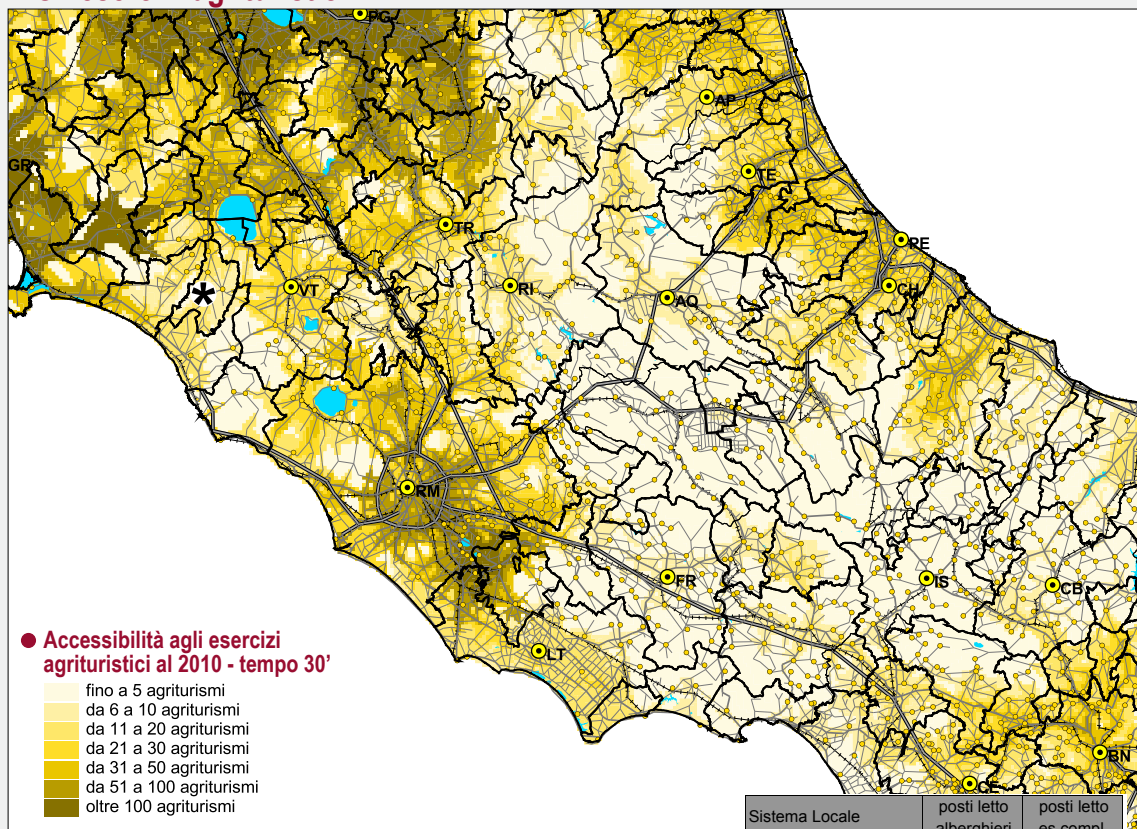 PG
AP
GR
TE
TR
PE
VT
RI
AQ
CH
*
RM
FR
IS
CB
LT
● Accessibilità agli esercizi
agrituristici al 2010 - tempo 30’
fino a 5 agriturismi
da 6 a 10 agriturismi
da 11 a 20 agriturismi
da 21 a 30 agriturismi
da 31 a 50 agriturismi
da 51 a 100 agriturismi
oltre 100 agriturismi
BN
CE
Sistema Locale
posti letto
alberghieri
posti letto
es.compl.